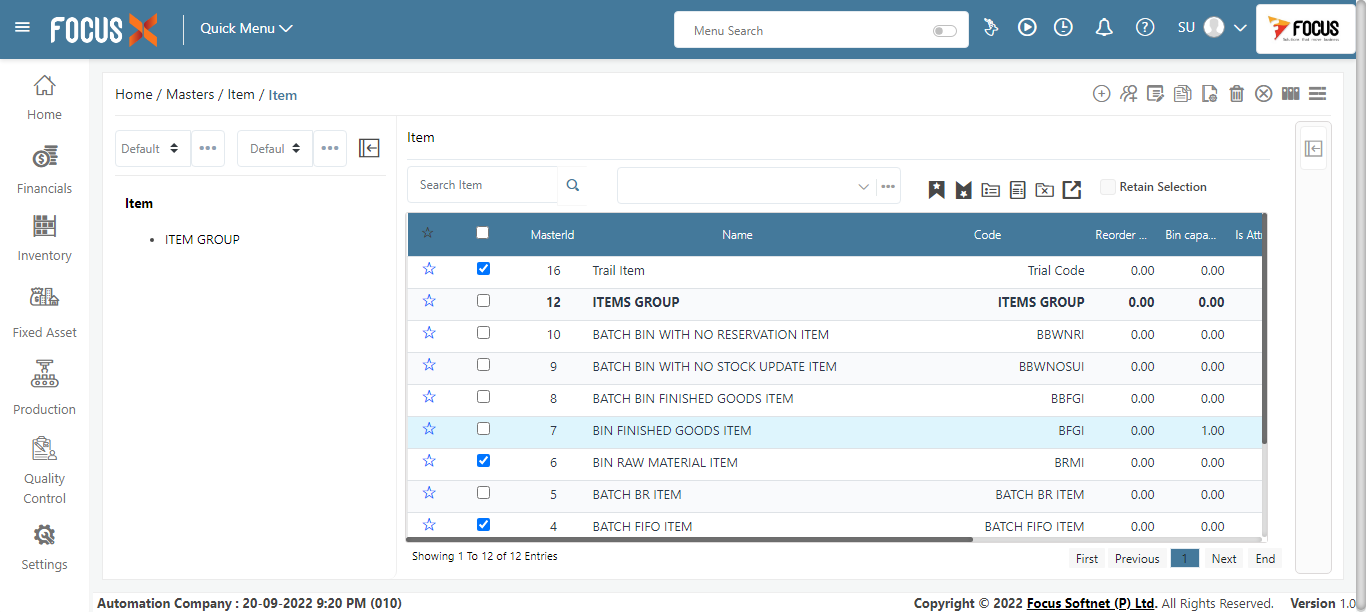 FOCUS X
Quick Menu
Menu Search
SU
FOCUS
Home
Financials
Inventory
Fixed Asset
Production
Quality
Control
Settings
Home / Masters / Item / Item
Default
Defaul
Item
ITEM GROUP
Item
Search Item
Retain Selection
MasterId Name Code Reorder ... Bin capa... Is Att
16 Trail Item Trial Code 0.00 0.00
12 ITEMS GROUP ITEMS GROUP 0.00 0.00
10 BATCH BIN WITH NO RESERVATION ITEM BBWNRI 0.00 0.00
9 BATCH BIN WITH NO STOCK UPDATE ITEM BBWNOSUI 0.00 0.00
8 BATCH BIN FINISHED GOODS ITEM BBFGI 0.00 0.00
7 BIN FINISHED GOODS ITEM BFGI 0.00 1.00
6 BIN RAW MATERIAL ITEM BRMI 0.00 0.00
5 BATCH BR ITEM BATCH BR ITEM 0.00 0.00
4 BATCH FIFO ITEM BATCH FIFO ITEM 0.00 0.00
Showing 1 To 12 of 12 Entries
First Previous 1 Next End
Automation Company : 20-09-2022 9:20 PM (010)
Copyright © 2022 Focus Softnet (P) Ltd. All Rights Reserved. Version 1.0